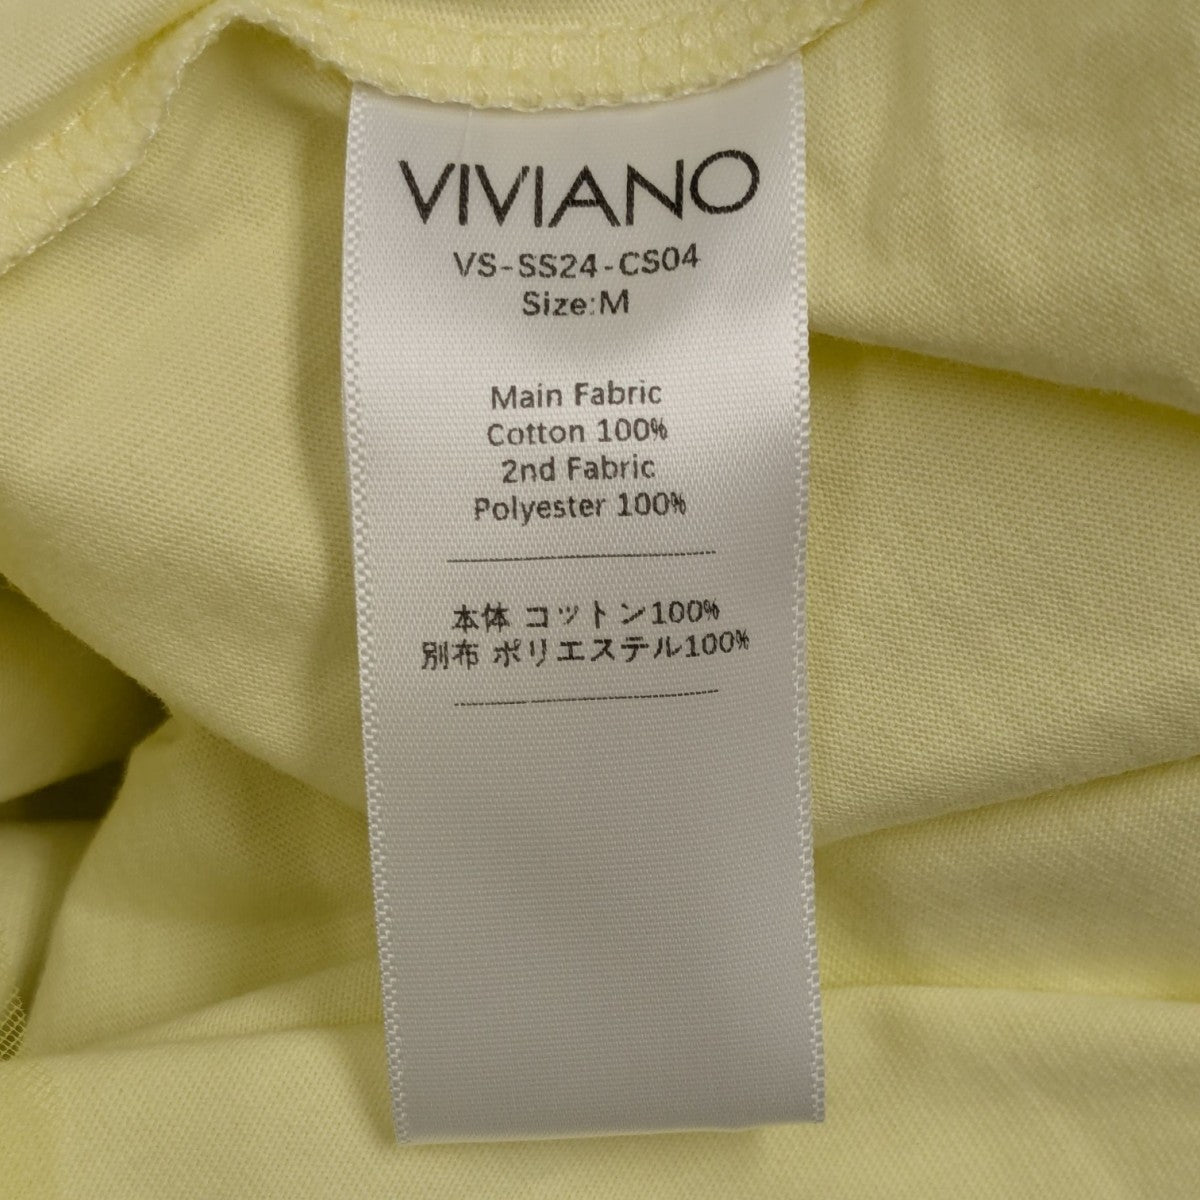 VIVIANO
VS-SS24-CS04
Size:M
Main Fabric
Cotton 100%
2nd Fabric
Polyester 100%
本体 コットン100%
別布 ポリエステル100%